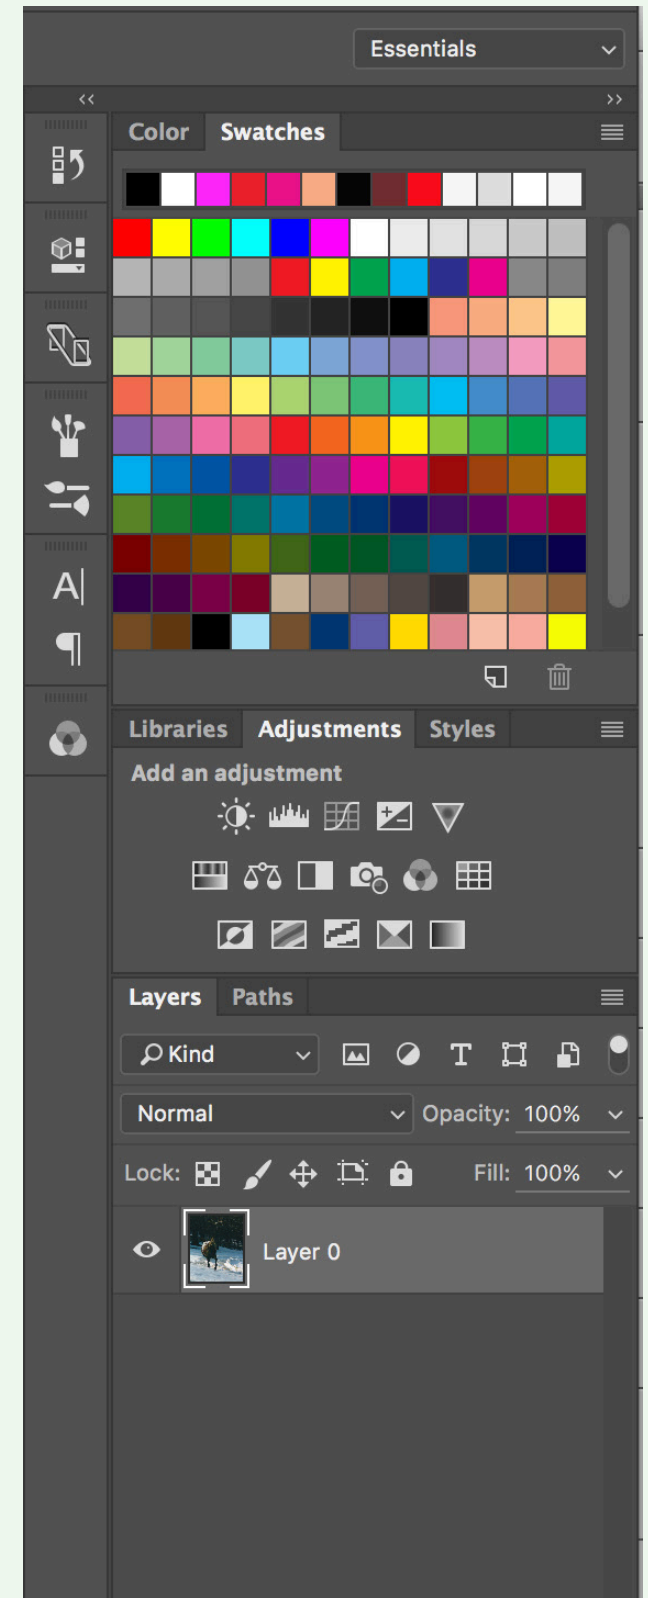 Essentials
Color Swatches
Libraries Adjustments Styles
Add an adjustment
Layers Paths
Kind
Normal Opacity: 100%
Lock: Fill: 100%
Layer 0